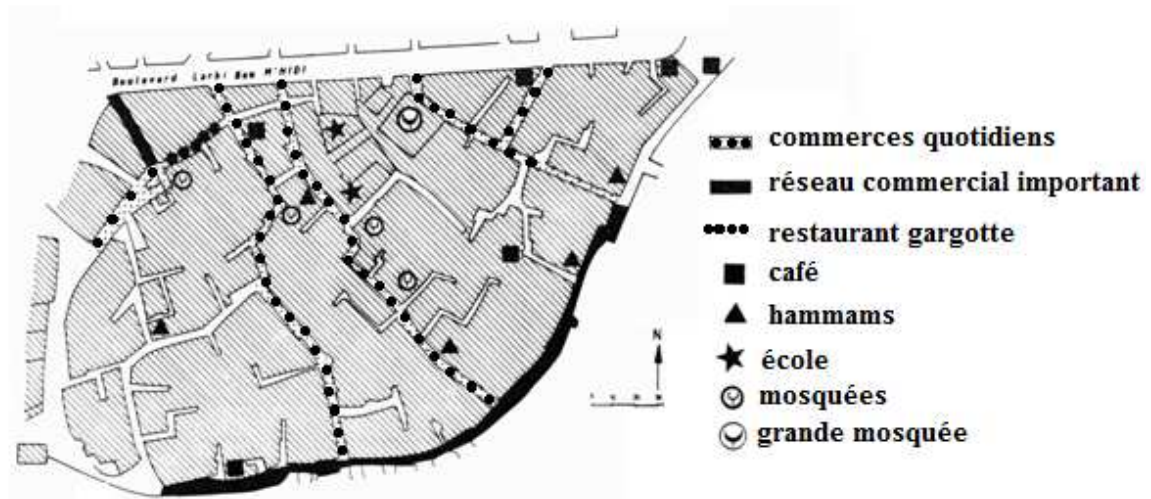 Boulevard Larbi Ben M'HIDI
commerces quotidiens
réseau commercial important
restaurant gargotte
café
hammams
école
mosquées
grande mosquée
N